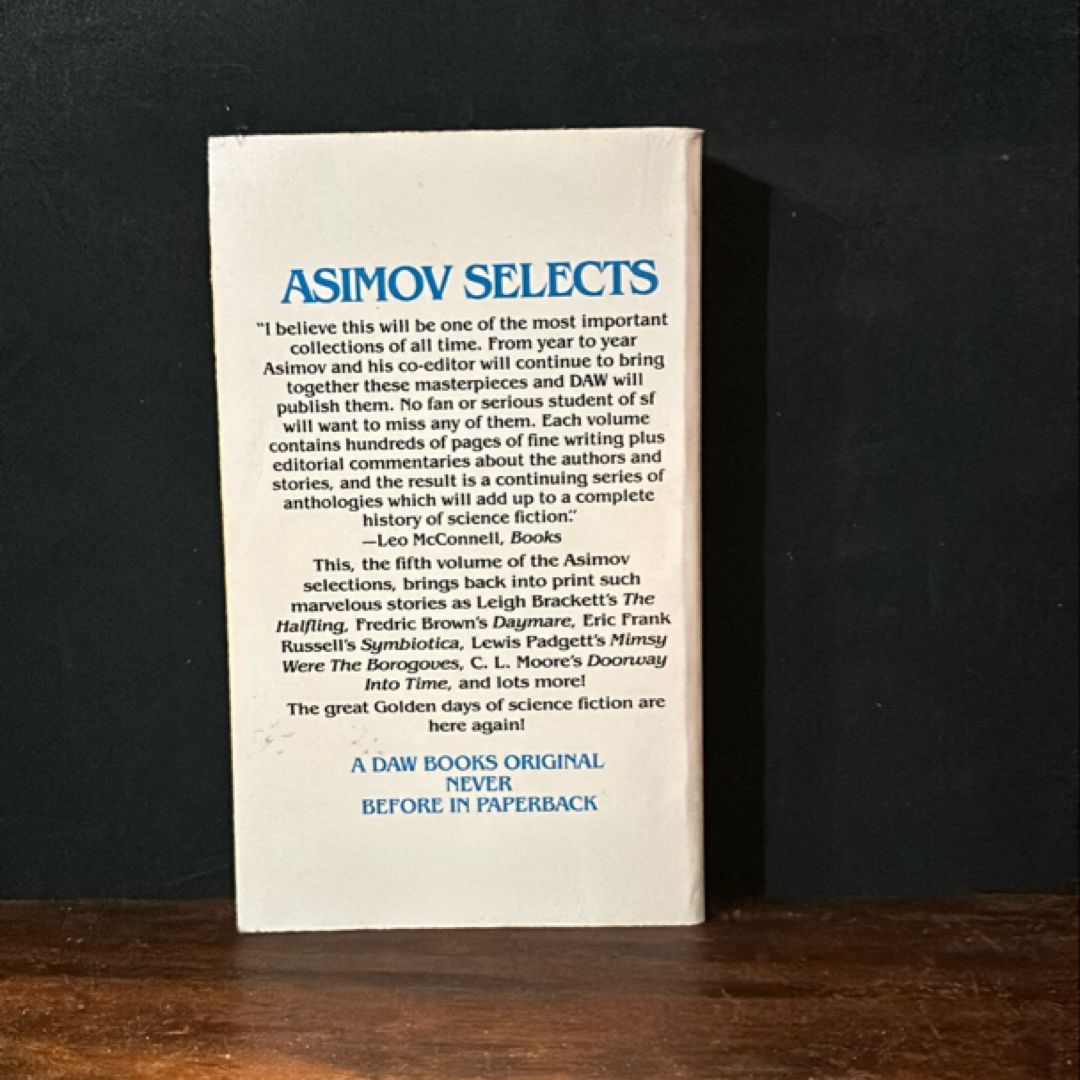 ASIMOV SELECTS
"I believe this will be one of the most important
collections of all time. From year to year
Asimov and his co-editor will continue to bring
together these masterpieces and DAW will
publish them. No fan or serious student of sf
will want to miss any of them. Each volume
contains hundreds of pages of fine writing plus
editorial commentaries about the authors and
stories, and the result is a continuing series of
anthologies which will add up to a complete
history of science fiction."
—Leo McConnell, Books
This, the fifth volume of the Asimov
selections, brings back into print such
marvelous stories as Leigh Brackett's The
Halfling, Fredric Brown's Daymare, Eric Frank
Russell's Symbiotica, Lewis Padgett's Mimsy
Were The Borogoves, C. L. Moore's Doorway
Into Time, and lots more!
The great Golden days of science fiction are
here again!
A DAW BOOKS ORIGINAL
NEVER
BEFORE IN PAPERBACK